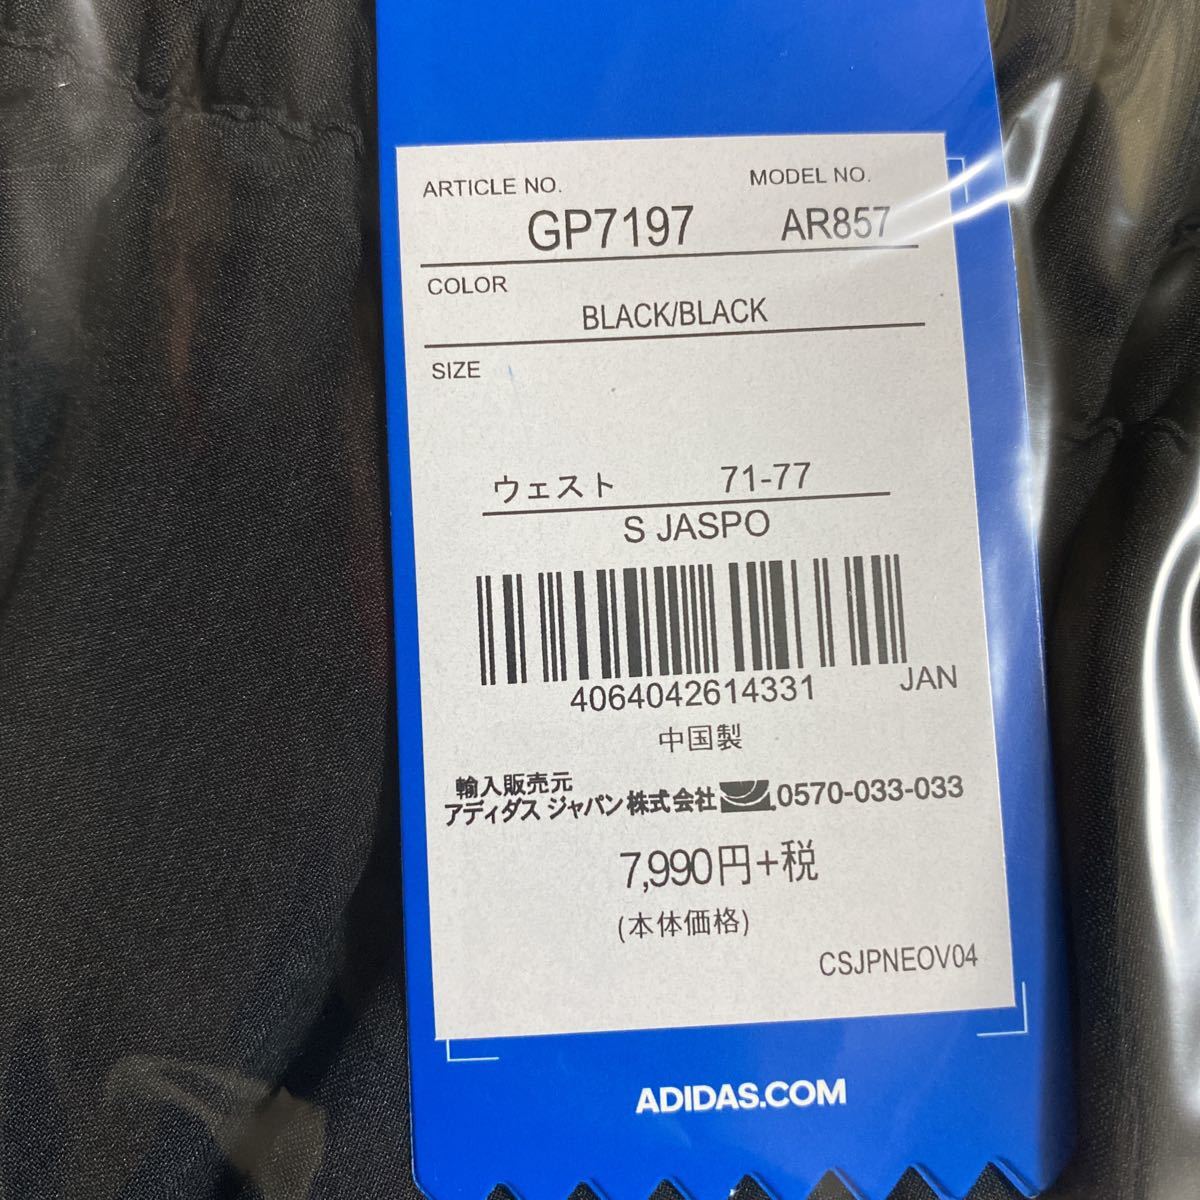 ARTICLE NO. MODEL NO.
GP7197 AR857
COLOR
BLACK/BLACK
SIZE
ウェスト 71-77
S JASPO
4064042614331 JAN
中国製
輸入販売元
アディダス ジャパン株式会社 0570-033-033
7,990円+税
(本体価格)
CSJPNEOV04
ADIDAS.COM